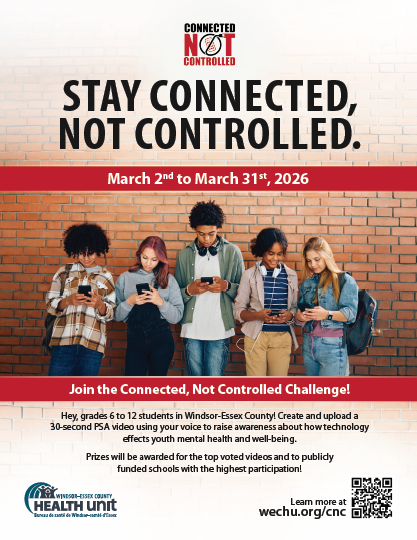 CONNECTED
NOT
CONTROLLED
STAY CONNECTED,
NOT CONTROLLED.
March 2nd to March 31st, 2026
Join the Connected, Not Controlled Challenge!
Hey, grades 6 to 12 students in Windsor-Essex County! Create and upload a
30-second PSA video using your voice to raise awareness about how technology
effects youth mental health and well-being.
Prizes will be awarded for the top voted videos and to publicly
funded schools with the highest participation!
WINDSOR-ESSEX COUNTY
HEALTH UNIT
Bureau de santé de Windsor-comté d'Essex
Learn more at
wechu.org/cnc